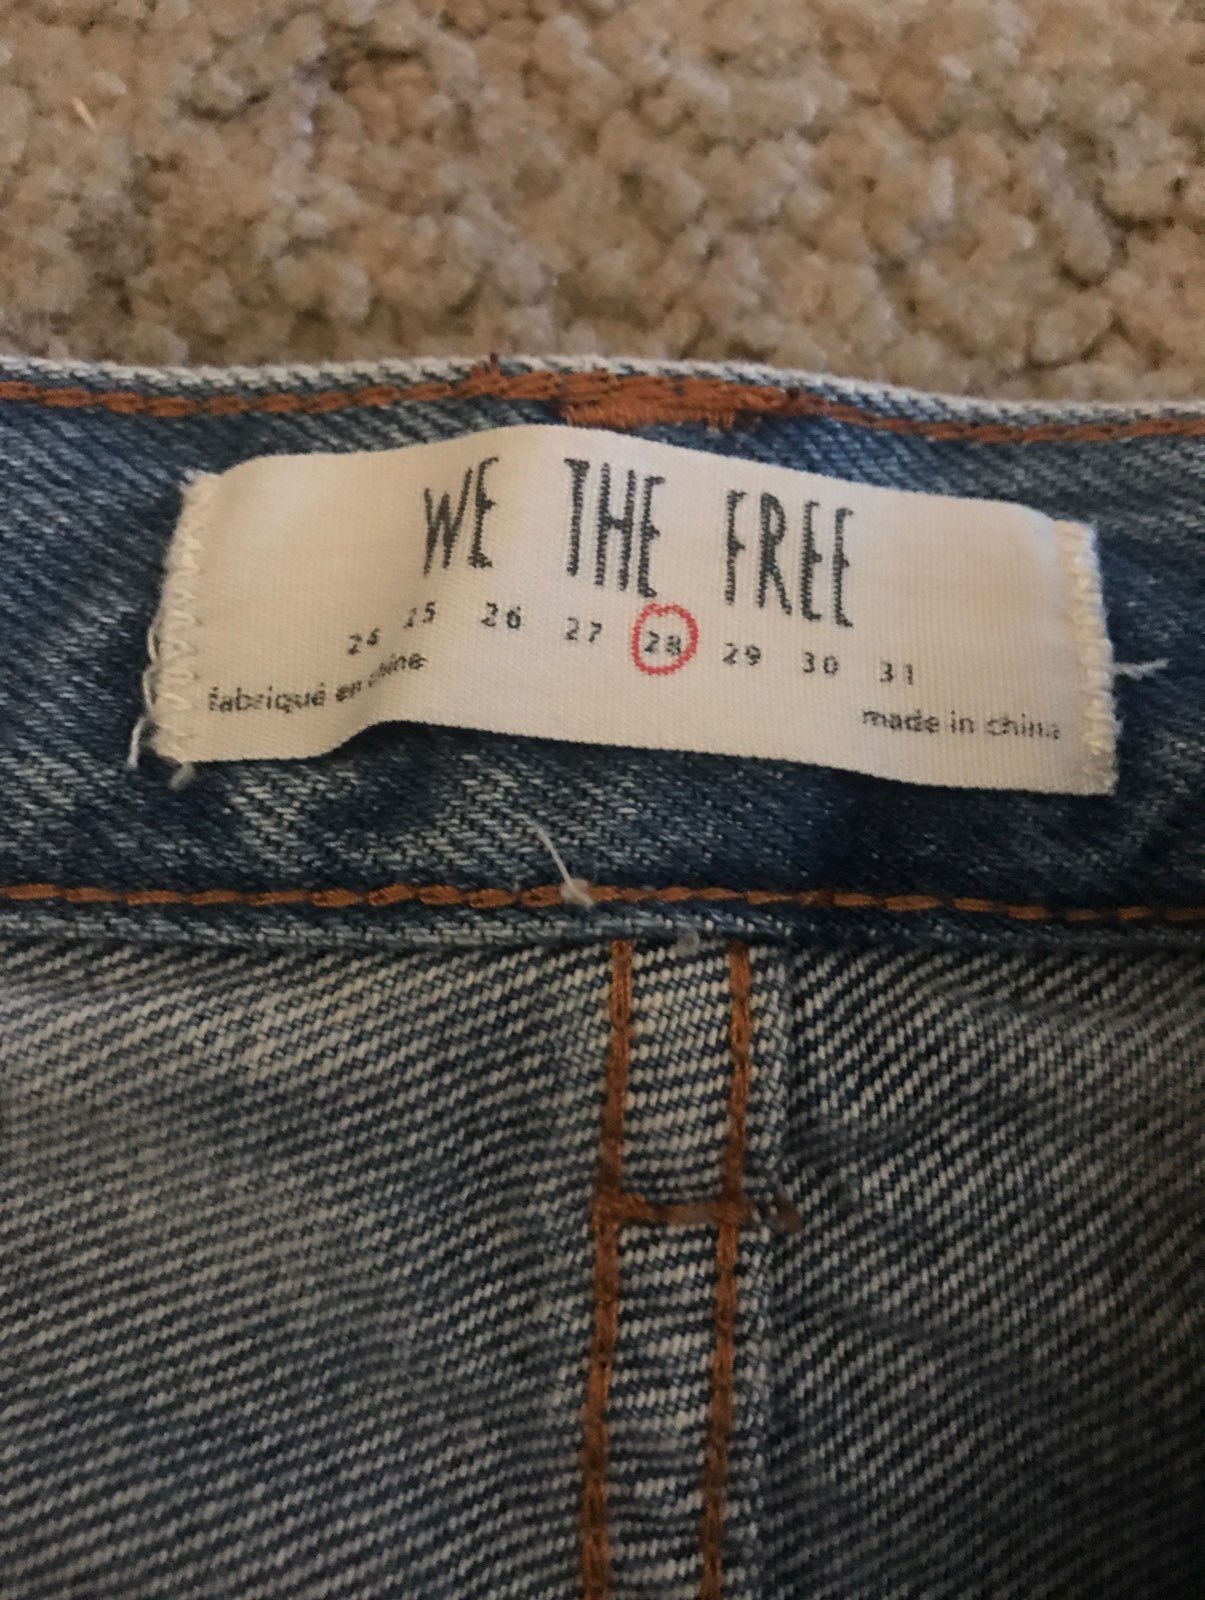 WE THE FREE
24 25 26 27 28 29 30 31
fabriqué en chine
made in china